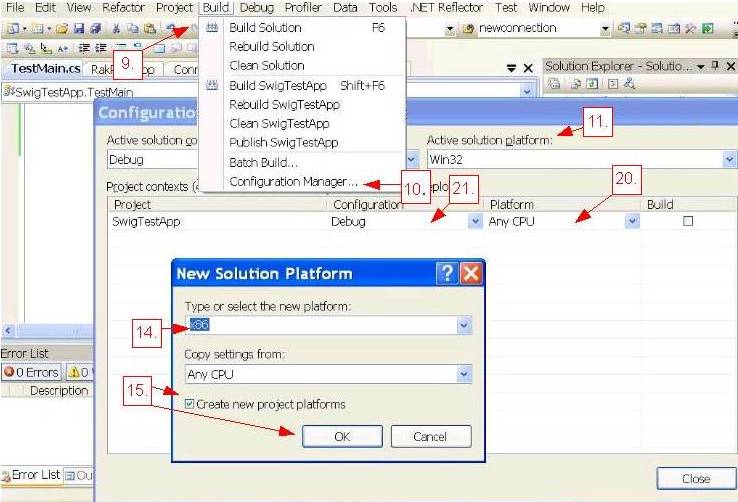 File Edit View Refactor Project Build Debug Profiler Data Tools .NET Reflector Test Window Help
newconnection
9.
Build Solution F6
Rebuild Solution
Clean Solution
Build SwigTestApp Shift+F6
Rebuild SwigTestApp
Clean SwigTestApp
Publish SwigTestApp
Batch Build...
Configuration Manager...
10.
TestMain.cs
Conn
Solution Explorer - Solutio...
SwigTestApp.TestMain
Configuratio
11.
Active solution co
Active solution platform:
Debug
Win32
Project contexts (
eplo
21.
20.
Project Configuration Platform Build
SwigTestApp Debug Any CPU
New Solution Platform
Type or select the new platform:
14.
x86
Copy settings from:
Any CPU
15.
Create new project platforms
OK Cancel
Error List
0 Errors
0
Description
Error List
Ou
Close